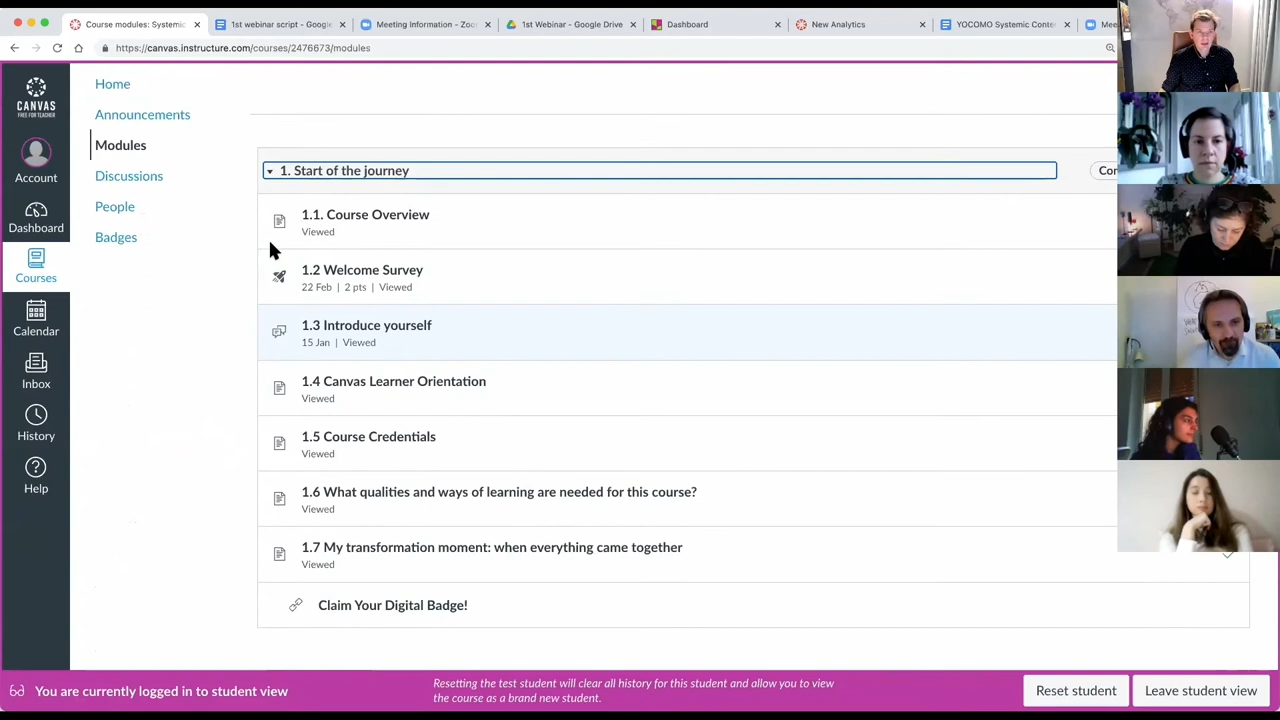 Course modules: Systemic
1st webinar script - Google
Meeting Information - Zoo
1st Webinar - Google Drive
Dashboard
New Analytics
YOCOMO Systemic Conte
Mee
https://canvas.instructure.com/courses/2476673/modules
CANVAS
FREE FOR TEACHER
Account
Dashboard
Courses
Calendar
Inbox
History
Help
Home
Announcements
Modules
Discussions
People
Badges
1. Start of the journey
Con
1.1. Course Overview
Viewed
1.2 Welcome Survey
22 Feb | 2 pts | Viewed
1.3 Introduce yourself
15 Jan | Viewed
1.4 Canvas Learner Orientation
Viewed
1.5 Course Credentials
Viewed
1.6 What qualities and ways of learning are needed for this course?
Viewed
1.7 My transformation moment: when everything came together
Viewed
Claim Your Digital Badge!
You are currently logged in to student view
Resetting the test student will clear all history for this student and allow you to view
the course as a brand new student.
Reset student
Leave student view